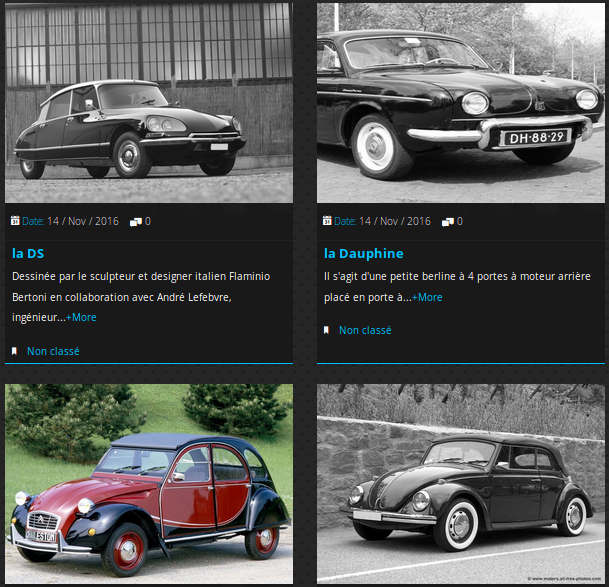 DH-88-29
Date: 14 / Nov / 2016 0
Date: 14 / Nov / 2016 0
la DS
Dessinée par le sculpteur et designer italien Flaminio
Bertoni en collaboration avec André Lefebvre,
ingénieur...+More
Non classé
la Dauphine
Il s'agit d'une petite berline à 4 portes à moteur arrière
placé en porte à...+More
Non classé
CHARLESTON
© www.motors.all-free-photos.com